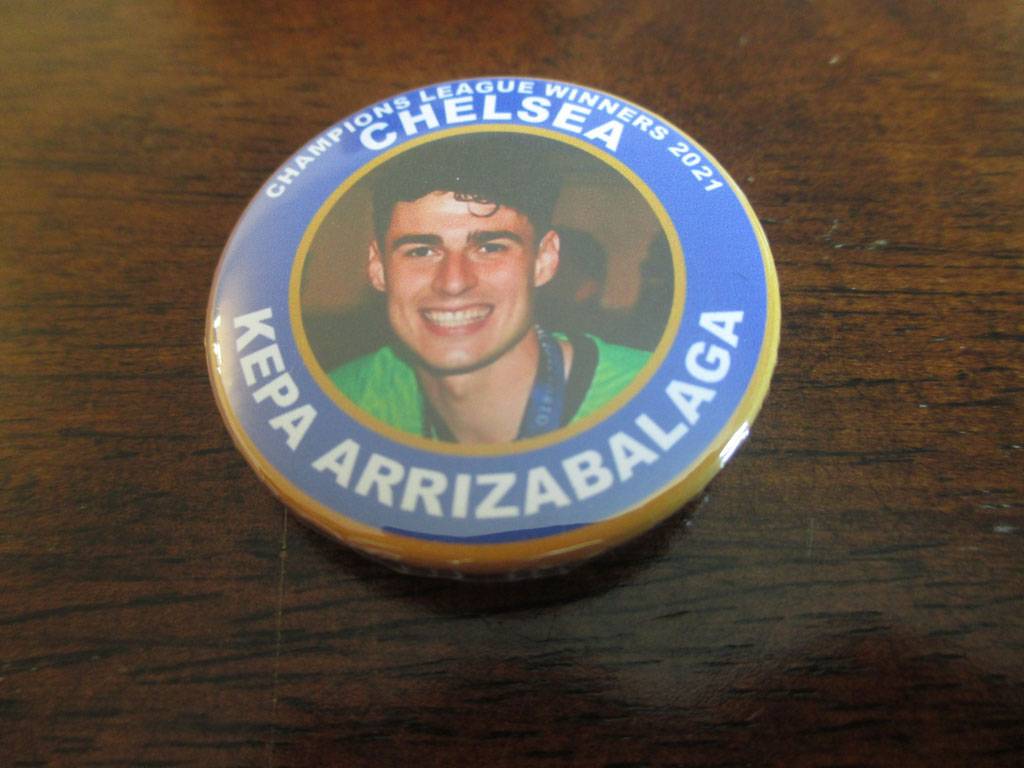 CHAMPIONS LEAGUE WINNERS 2021
CHELSEA
KEPA ARRIZABALAGA